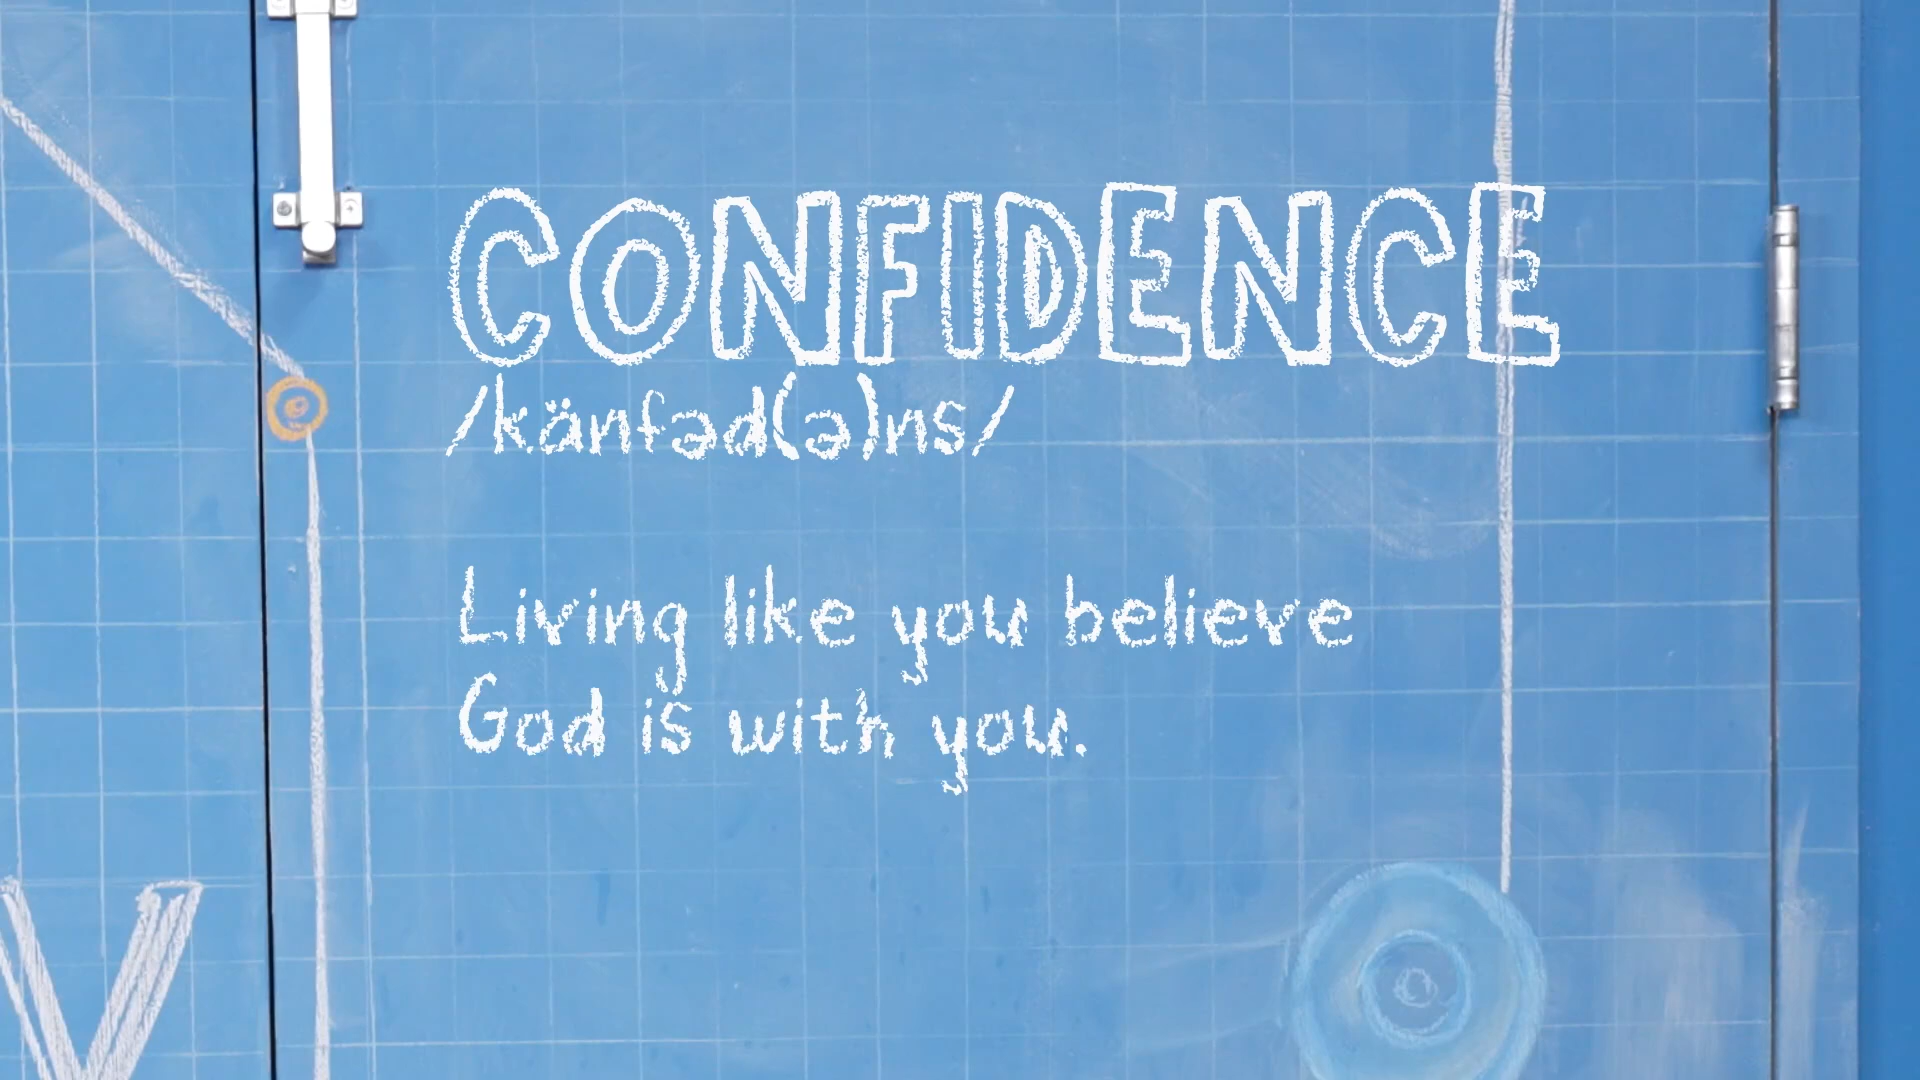 CONFIDENCE
/känfəd(ə)ns/
Living like you believe
God is with you.